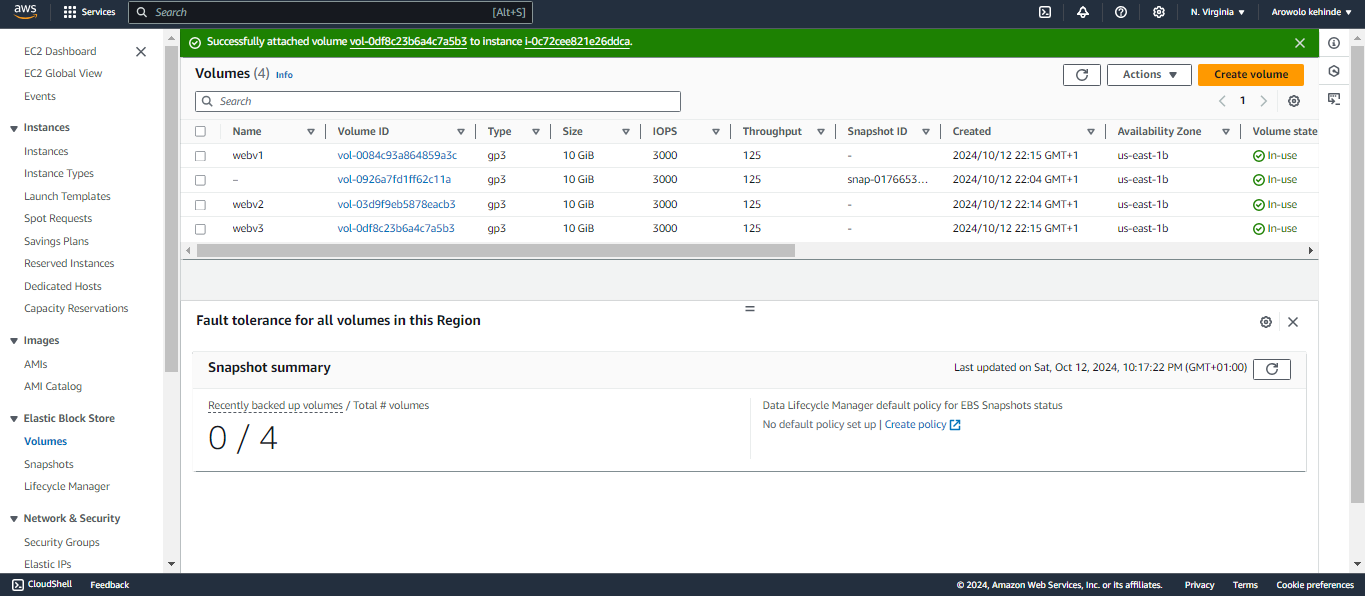 aws Services Search [Alt+S] N. Virginia Arowolo kehinde
EC2 Dashboard
EC2 Global View
Events
Instances
Instances
Instance Types
Launch Templates
Spot Requests
Savings Plans
Reserved Instances
Dedicated Hosts
Capacity Reservations
Images
AMIs
AMI Catalog
Elastic Block Store
Volumes
Snapshots
Lifecycle Manager
Network & Security
Security Groups
Elastic IPs
Successfully attached volume vol-0df8c23b6a4c7a5b3 to instance i-0c72cee821e26ddca.
Volumes (4) Info Actions Create volume
Search 1
Name Volume ID Type Size IOPS Throughput Snapshot ID Created Availability Zone Volume state
webv1 vol-0084c93a864859a3c gp3 10 GiB 3000 125 - 2024/10/12 22:15 GMT+1 us-east-1b In-use
– vol-0926a7fd1ff62c11a gp3 10 GiB 3000 125 snap-0176653... 2024/10/12 22:04 GMT+1 us-east-1b In-use
webv2 vol-03d9f9eb5878eacb3 gp3 10 GiB 3000 125 - 2024/10/12 22:14 GMT+1 us-east-1b In-use
webv3 vol-0df8c23b6a4c7a5b3 gp3 10 GiB 3000 125 - 2024/10/12 22:15 GMT+1 us-east-1b In-use
Fault tolerance for all volumes in this Region
Snapshot summary Last updated on Sat, Oct 12, 2024, 10:17:22 PM (GMT+01:00)
Recently backed up volumes / Total # volumes
0 / 4
Data Lifecycle Manager default policy for EBS Snapshots status
No default policy set up | Create policy
CloudShell Feedback © 2024, Amazon Web Services, Inc. or its affiliates. Privacy Terms Cookie preferences